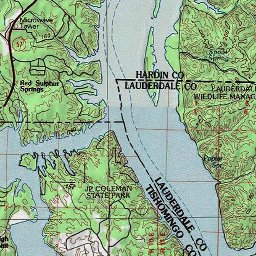 Microwave
Tower
57
Red Sulphur
Springs
HARDIN CO
LAUDERDALE CO
LAUDERDALE
WILDLIFE MANAG
JP COLEMAN
STATE PARK
LAUDERDALE CO
TISHOMINGO CO